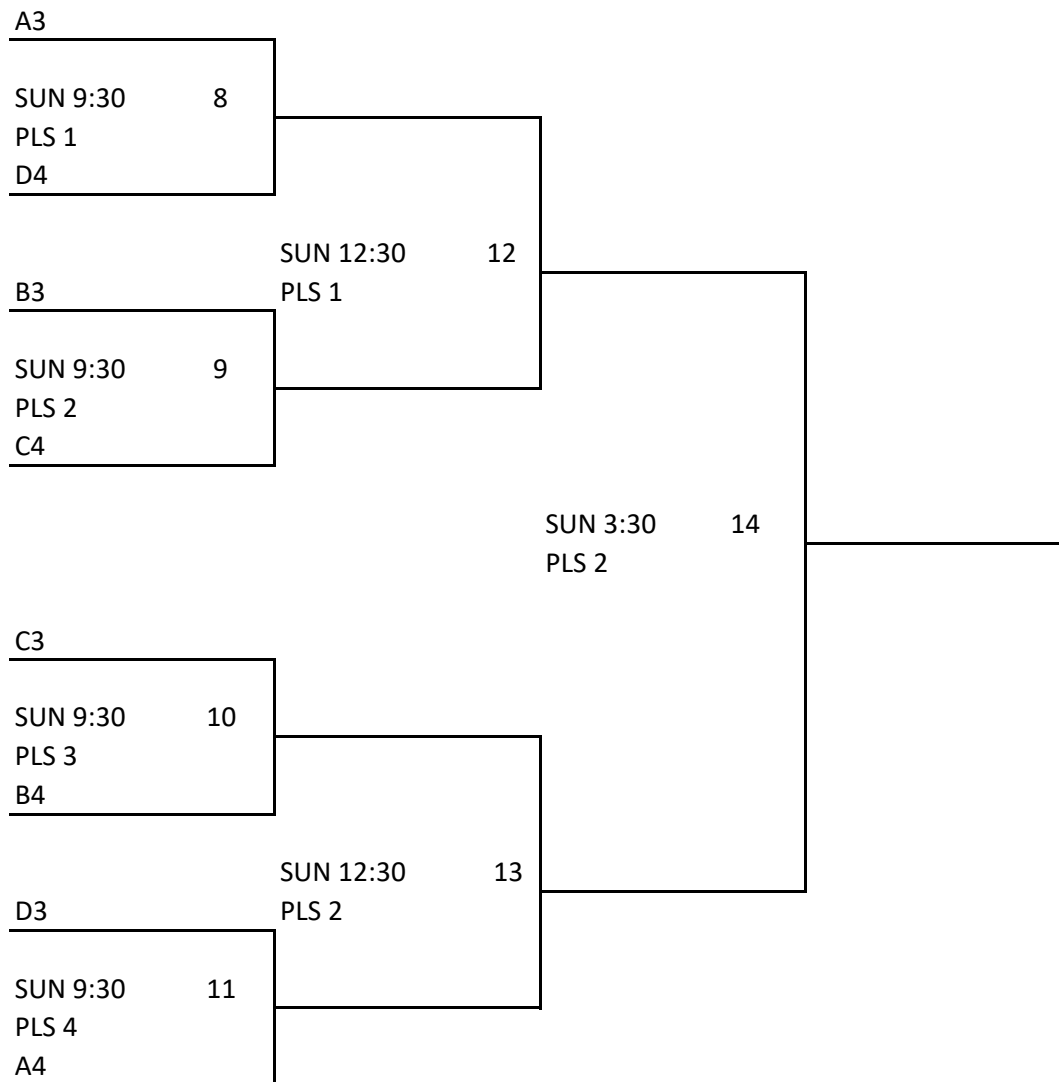 A3
SUN 9:30 8
PLS 1
D4
SUN 12:30 12
PLS 1
B3
SUN 9:30 9
PLS 2
C4
SUN 3:30 14
PLS 2
C3
SUN 9:30 10
PLS 3
B4
SUN 12:30 13
PLS 2
D3
SUN 9:30 11
PLS 4
A4